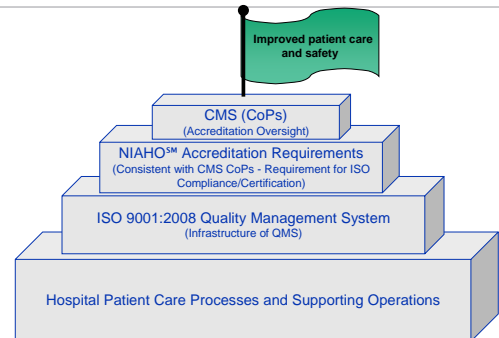 Improved patient care
and safety
CMS (CoPs)
(Accreditation Oversight)
NIAHO℠ Accreditation Requirements
(Consistent with CMS CoPs - Requirement for ISO
Compliance/Certification)
ISO 9001:2008 Quality Management System
(Infrastructure of QMS)
Hospital Patient Care Processes and Supporting Operations